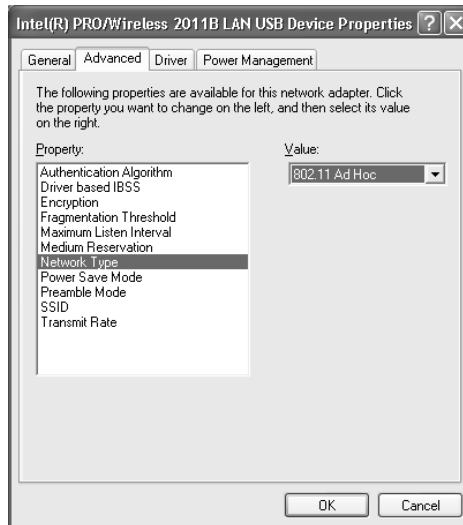 Intel(R) PRO/Wireless 2011B LAN USB Device Properties
General Advanced Driver Power Management
The following properties are available for this network adapter. Click
the property you want to change on the left, and then select its value
on the right.
Property: Value:
Authentication Algorithm 802.11 Ad Hoc
Driver based IBSS
Encryption
Fragmentation Threshold
Maximum Listen Interval
Medium Reservation
Network Type
Power Save Mode
Preamble Mode
SSID
Transmit Rate
OK Cancel